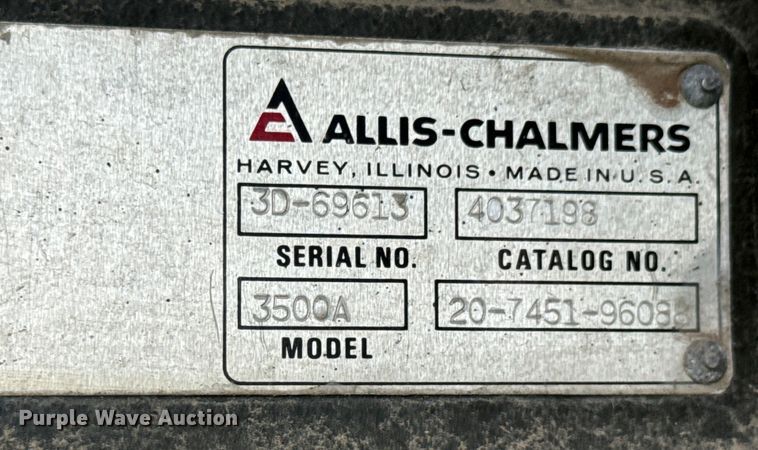 ALLIS-CHALMERS
HARVEY, ILLINOIS • MADE IN U.S.A.
3D-69613 4037198
SERIAL NO. CATALOG NO.
3500A
MODEL
Purple Wave Auction